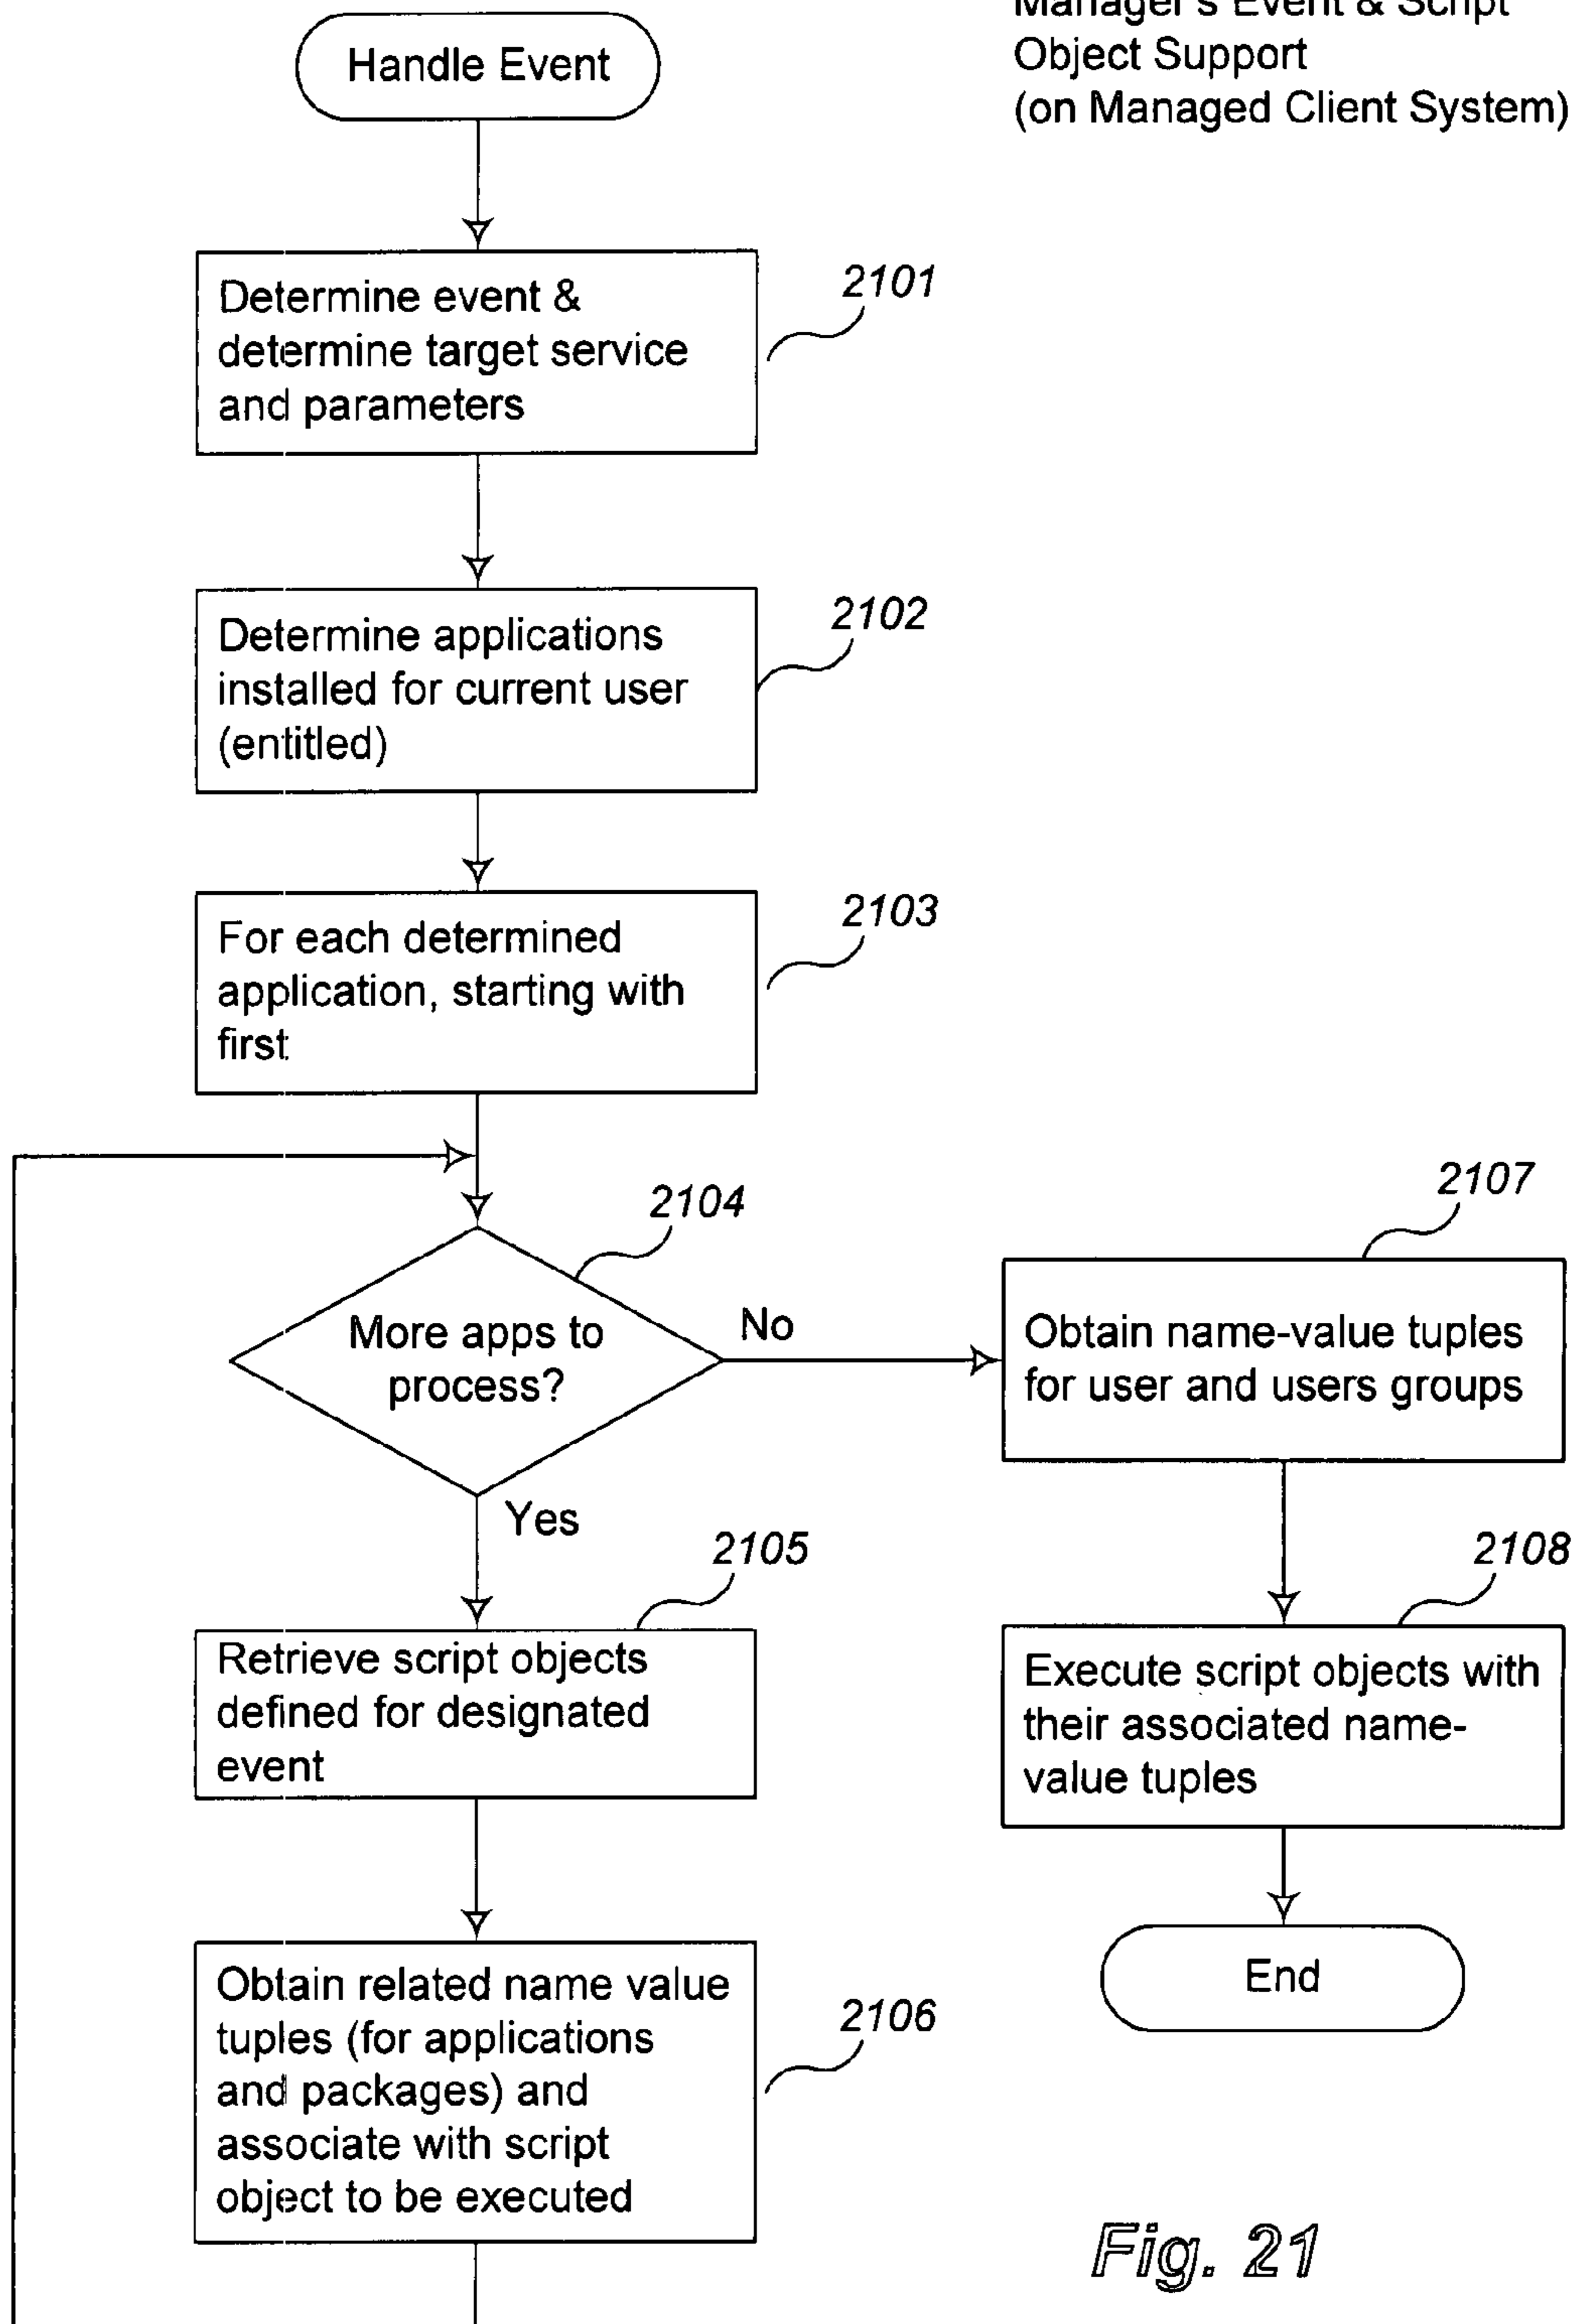 Manager's Event & Script
Object Support
(on Managed Client System)
Handle Event
2101
Determine event &
determine target service
and parameters
2102
Determine applications
installed for current user
(entitled)
2103
For each determined
application, starting with
first
2104
More apps to
process?
No
Yes
2107
Obtain name-value tuples
for user and users groups
2105
Retrieve script objects
defined for designated
event
2108
Execute script objects with
their associated name-
value tuples
2106
Obtain related name value
tuples (for applications
and packages) and
associate with script
object to be executed
End
Fig. 21